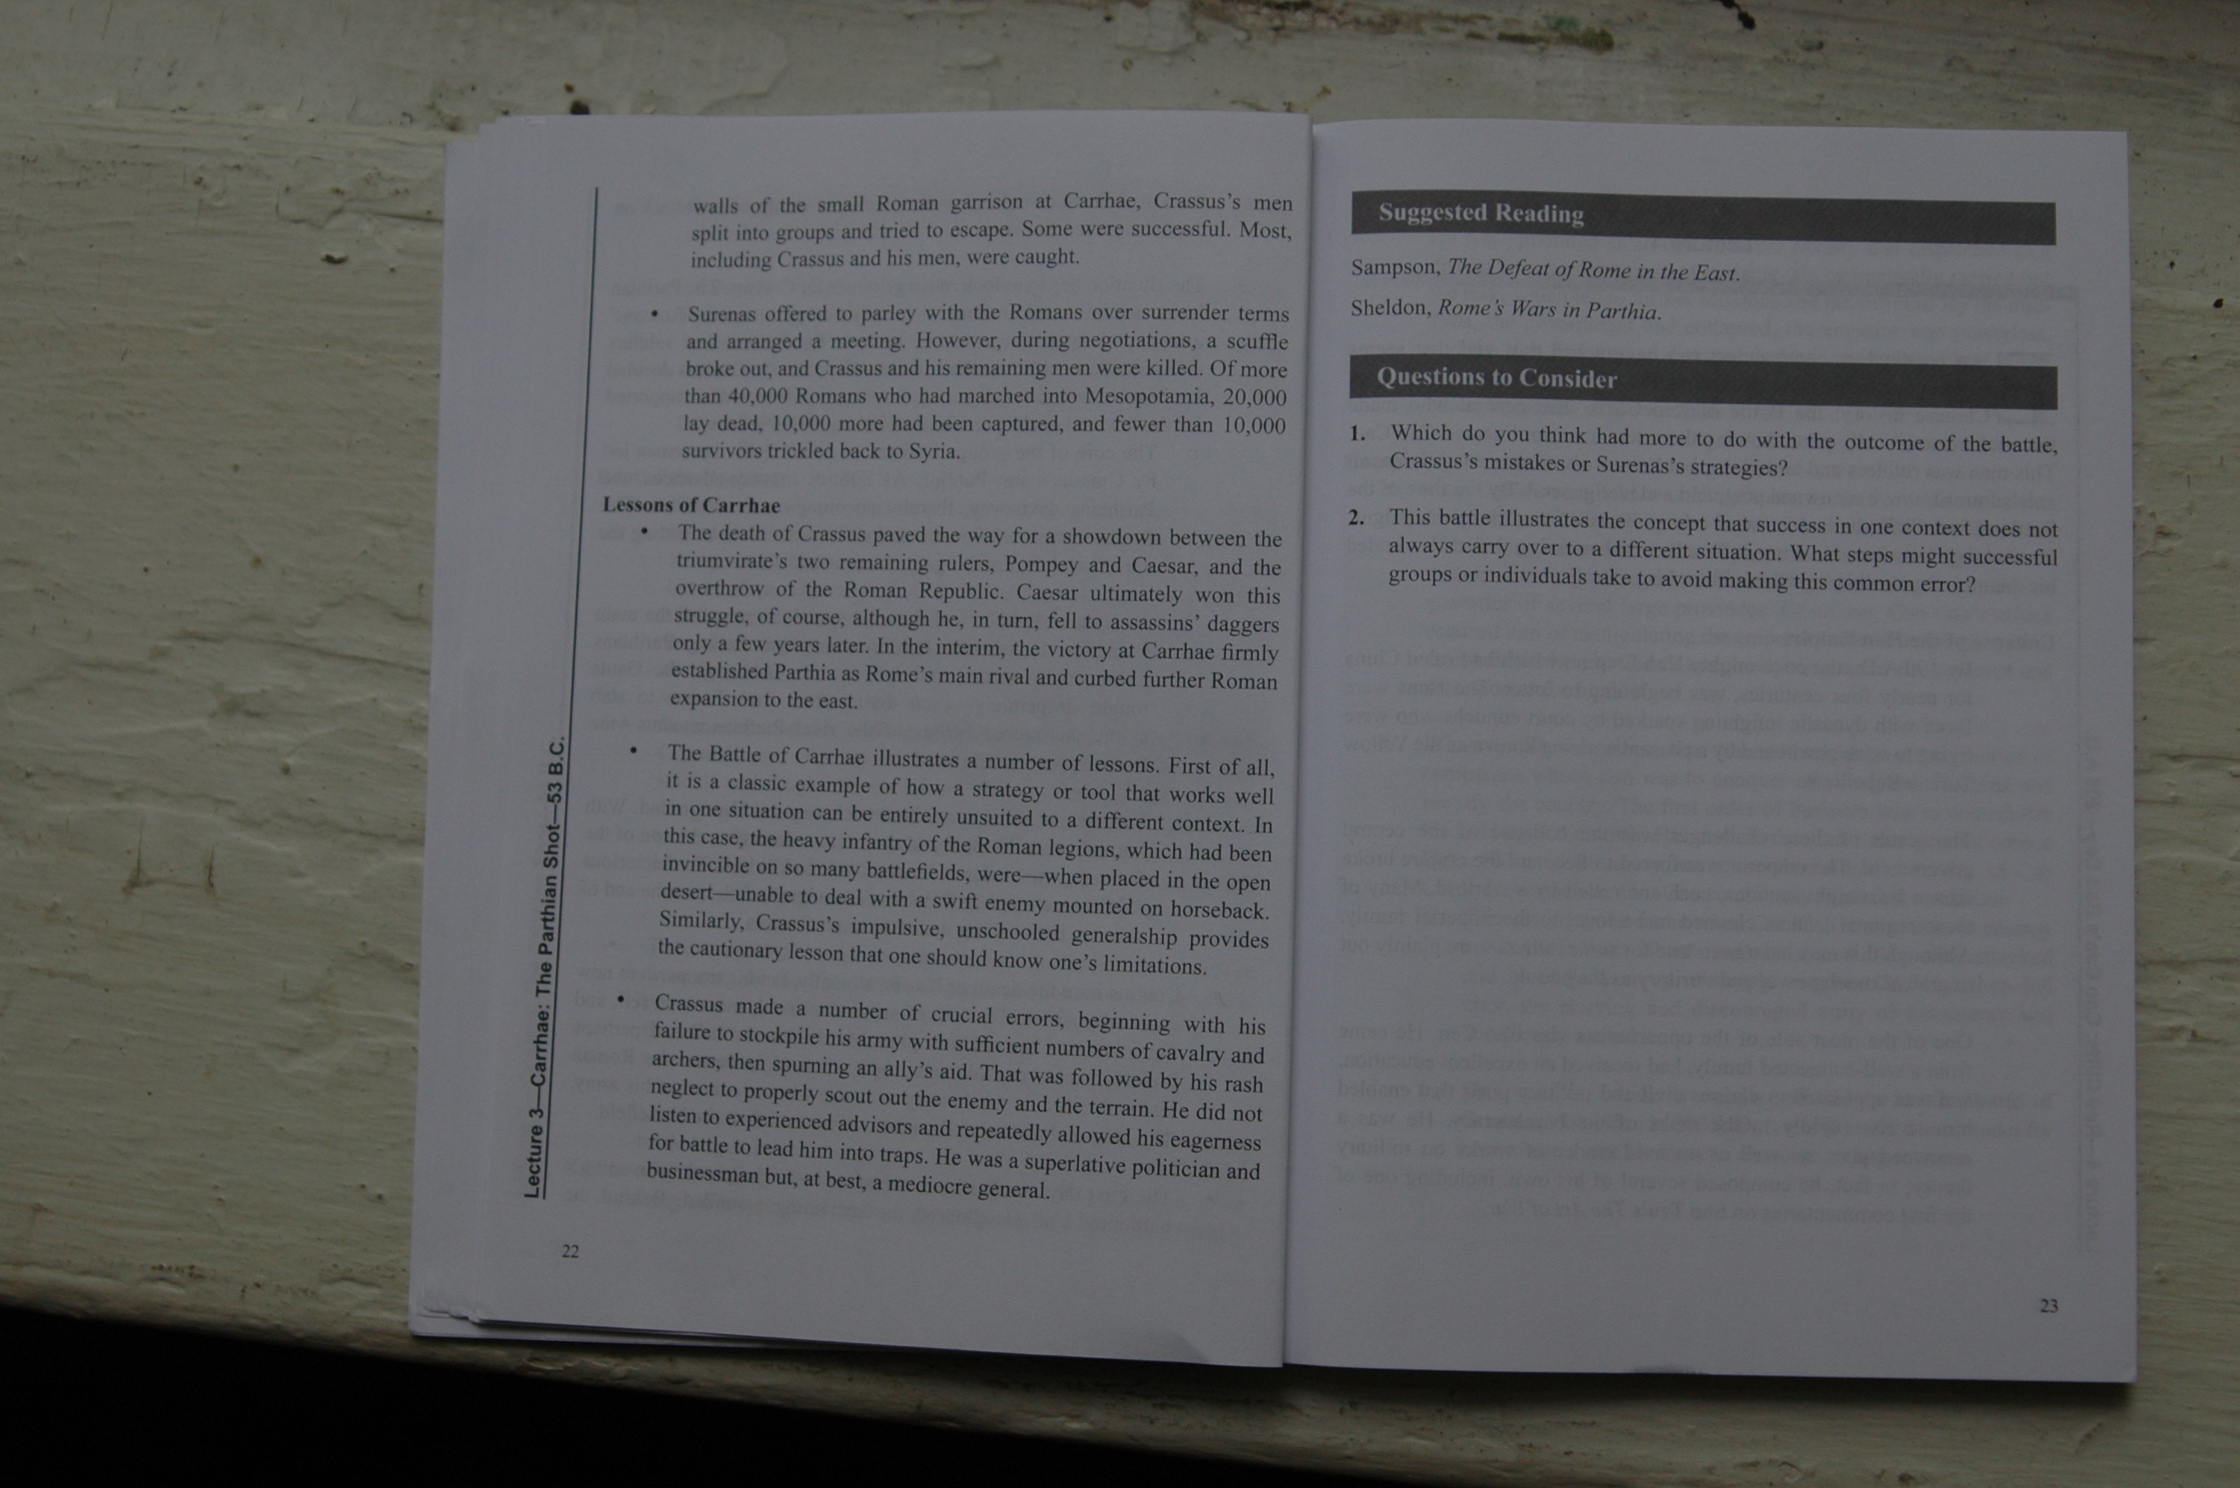 walls of the small Roman garrison at Carrhae, Crassus's men
split into groups and tried to escape. Some were successful. Most,
including Crassus and his men, were caught.
• Surenas offered to parley with the Romans over surrender terms
and arranged a meeting. However, during negotiations, a scuffle
broke out, and Crassus and his remaining men were killed. Of more
than 40,000 Romans who had marched into Mesopotamia, 20,000
lay dead, 10,000 more had been captured, and fewer than 10,000
survivors trickled back to Syria.
Lessons of Carrhae
• The death of Crassus paved the way for a showdown between the
triumvirate's two remaining rulers, Pompey and Caesar, and the
overthrow of the Roman Republic. Caesar ultimately won this
struggle, of course, although he, in turn, fell to assassins' daggers
only a few years later. In the interim, the victory at Carrhae firmly
established Parthia as Rome's main rival and curbed further Roman
expansion to the east.
• The Battle of Carrhae illustrates a number of lessons. First of all,
it is a classic example of how a strategy or tool that works well
in one situation can be entirely unsuited to a different context. In
this case, the heavy infantry of the Roman legions, which had been
invincible on so many battlefields, were—when placed in the open
desert—unable to deal with a swift enemy mounted on horseback.
Similarly, Crassus's impulsive, unschooled generalship provides
the cautionary lesson that one should know one's limitations.
• Crassus made a number of crucial errors, beginning with his
failure to stockpile his army with sufficient numbers of cavalry and
archers, then spurning an ally's aid. That was followed by his rash
neglect to properly scout out the enemy and the terrain. He did not
listen to experienced advisors and repeatedly allowed his eagerness
for battle to lead him into traps. He was a superlative politician and
businessman but, at best, a mediocre general.
Lecture 3—Carrhae: The Parthian Shot—53 B.C.
22
Suggested Reading
Sampson, The Defeat of Rome in the East.
Sheldon, Rome's Wars in Parthia.
Questions to Consider
1. Which do you think had more to do with the outcome of the battle,
Crassus's mistakes or Surenas's strategies?
2. This battle illustrates the concept that success in one context does not
always carry over to a different situation. What steps might successful
groups or individuals take to avoid making this common error?
23